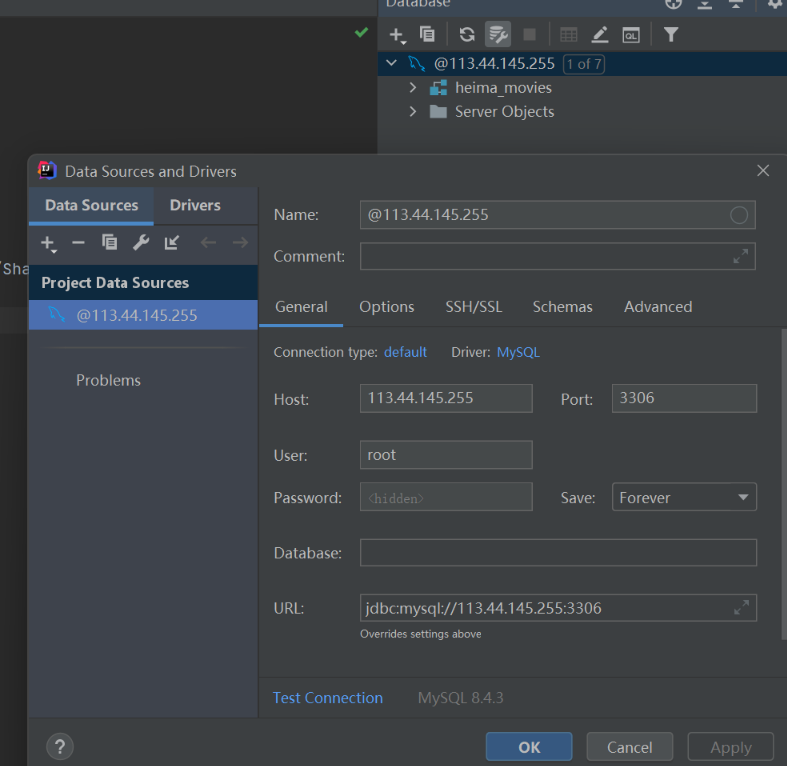 Database
@113.44.145.255 1 of 7
heima_movies
Server Objects
Data Sources and Drivers
Data Sources Drivers
Name: @113.44.145.255
Comment:
Project Data Sources
@113.44.145.255
Problems
General Options SSH/SSL Schemas Advanced
Connection type: default Driver: MySQL
Host: 113.44.145.255 Port: 3306
User: root
Password: <hidden> Save: Forever
Database:
URL: jdbc:mysql://113.44.145.255:3306
Overrides settings above
Test Connection MySQL 8.4.3
? OK Cancel Apply